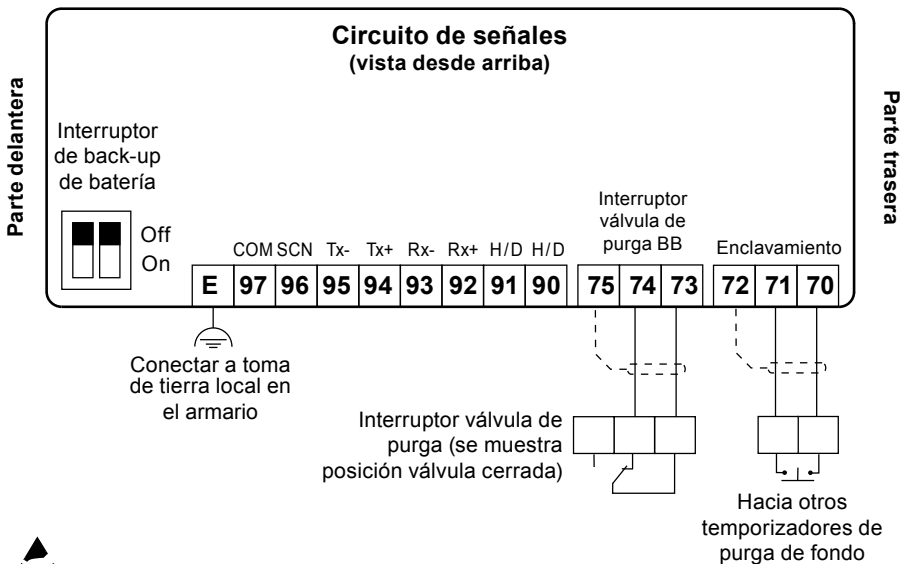 Circuito de señales
(vista desde arriba)
Parte delantera
Parte trasera
Interruptor
de back-up
de batería
Off
On
Interruptor
válvula de
purga BB
Enclavamiento
COM SCN Tx- Tx+ Rx- Rx+ H/D H/D
E 97 96 95 94 93 92 91 90 75 74 73 72 71 70
Conectar a toma
de tierra local en
el armario
Interruptor válvula de
purga (se muestra
posición válvula cerrada)
Hacia otros
temporizadores de
purga de fondo